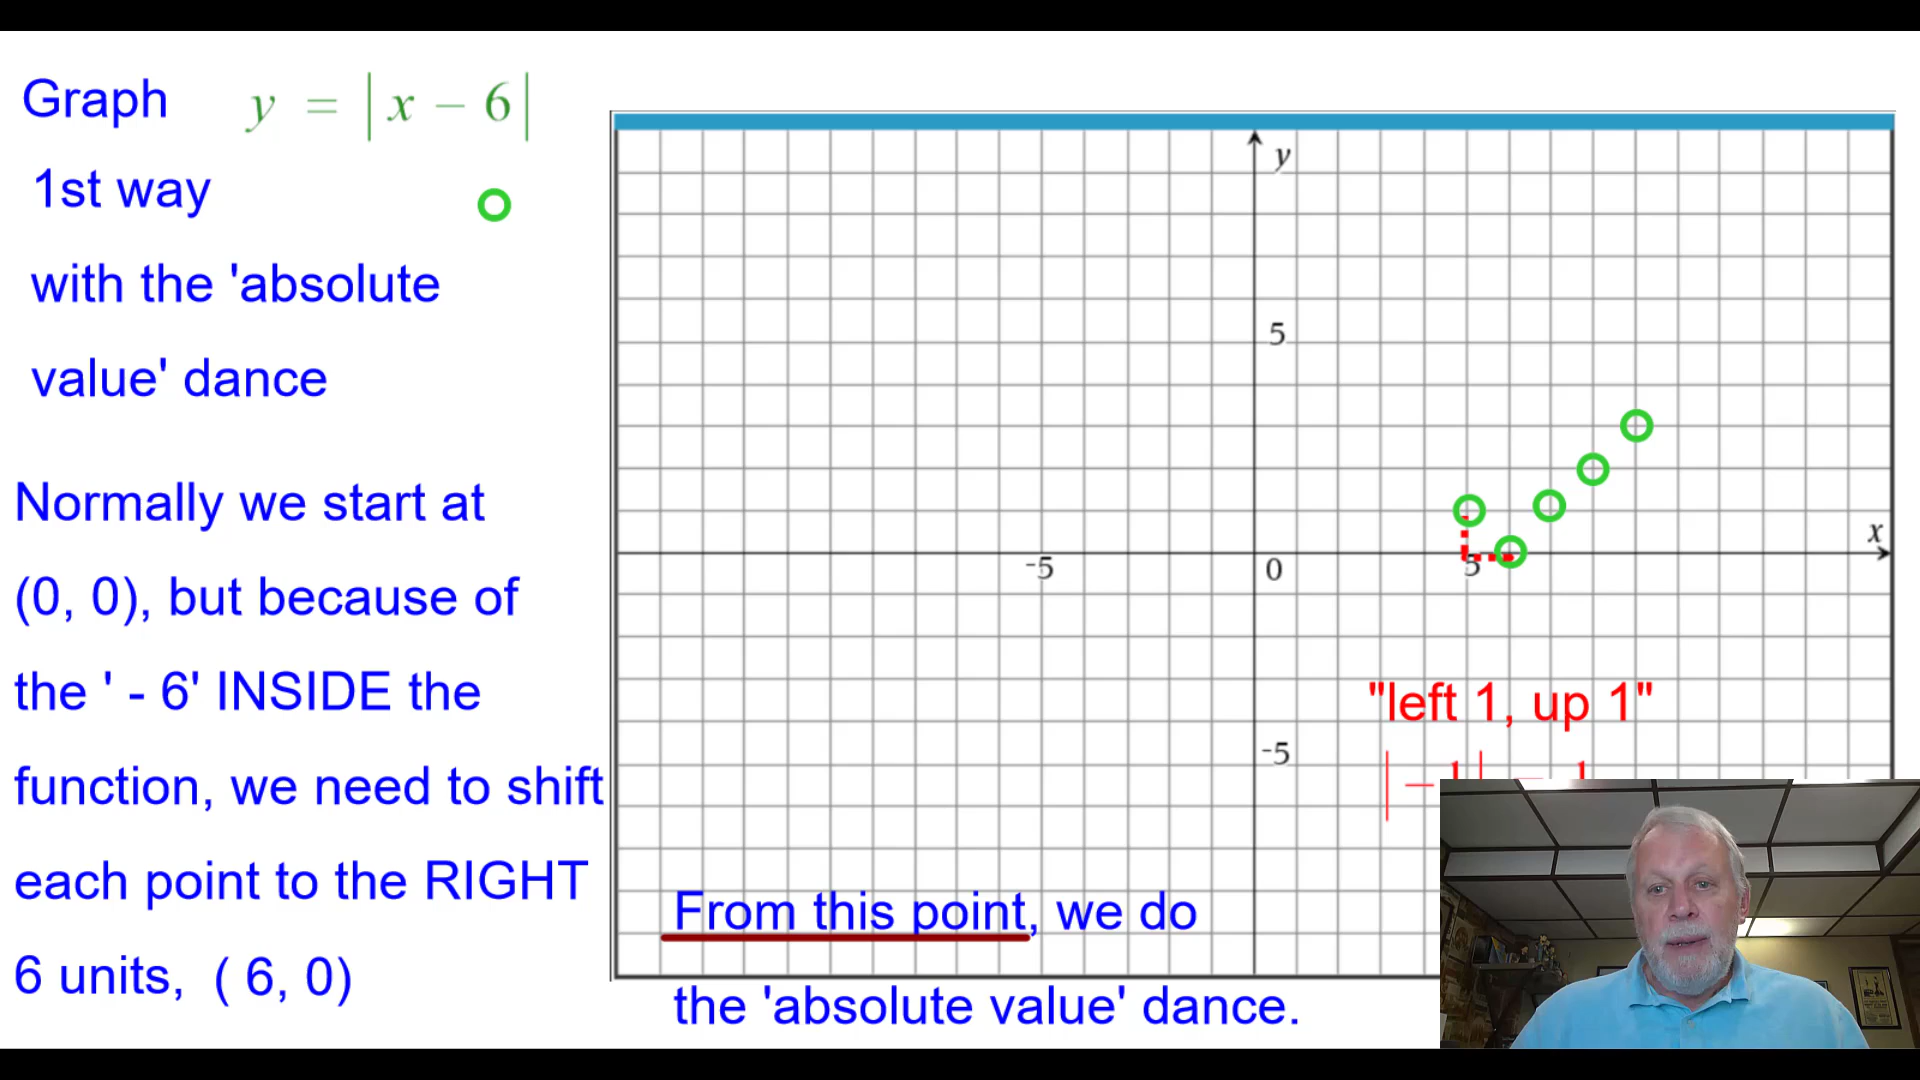 Graph y = |x − 6|
1st way
with the 'absolute
value' dance
Normally we start at
(0, 0), but because of
the ' - 6' INSIDE the
function, we need to shift
each point to the RIGHT
6 units, ( 6, 0)
y
5
x
-5 0 5
"left 1, up 1"
-5
|−1| = 1
From this point, we do
the 'absolute value' dance.